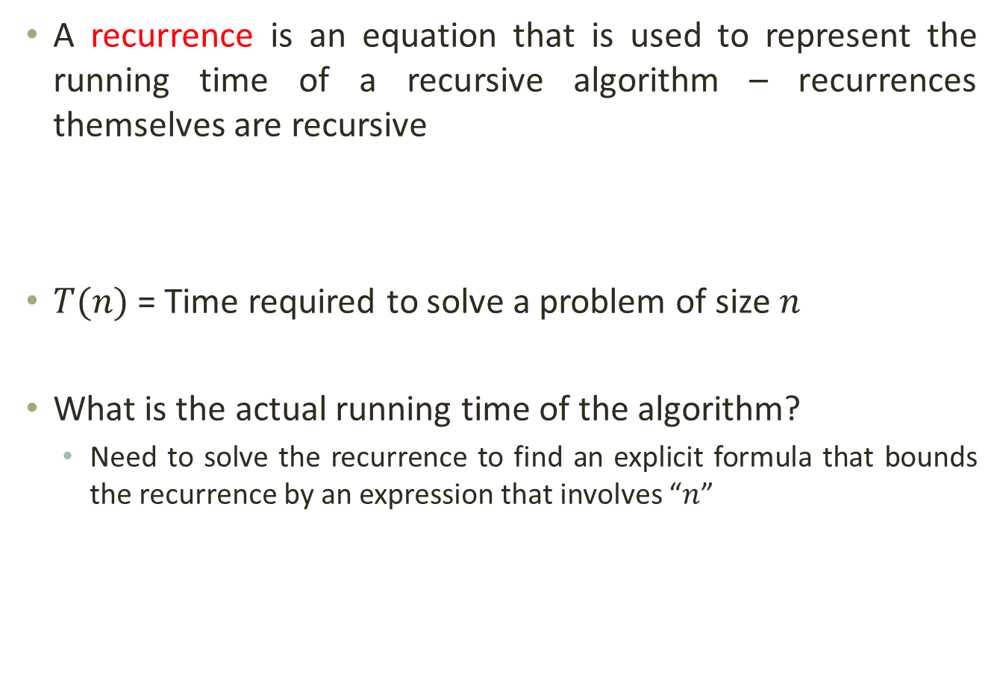 • A recurrence is an equation that is used to represent the
running time of a recursive algorithm – recurrences
themselves are recursive
• 𝑇(𝑛) = Time required to solve a problem of size 𝑛
• What is the actual running time of the algorithm?
• Need to solve the recurrence to find an explicit formula that bounds
the recurrence by an expression that involves “𝑛”